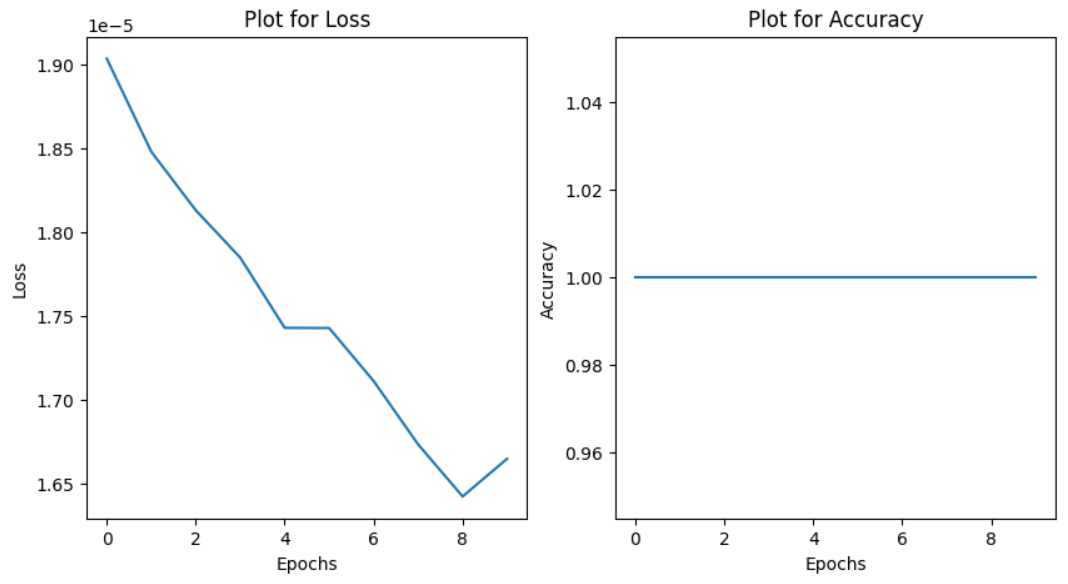 Plot for Loss
1e−5
1.90
1.85
1.80
1.75
1.70
1.65
Loss
0 2 4 6 8
Epochs
Plot for Accuracy
1.04
1.02
1.00
0.98
0.96
Accuracy
0 2 4 6 8
Epochs